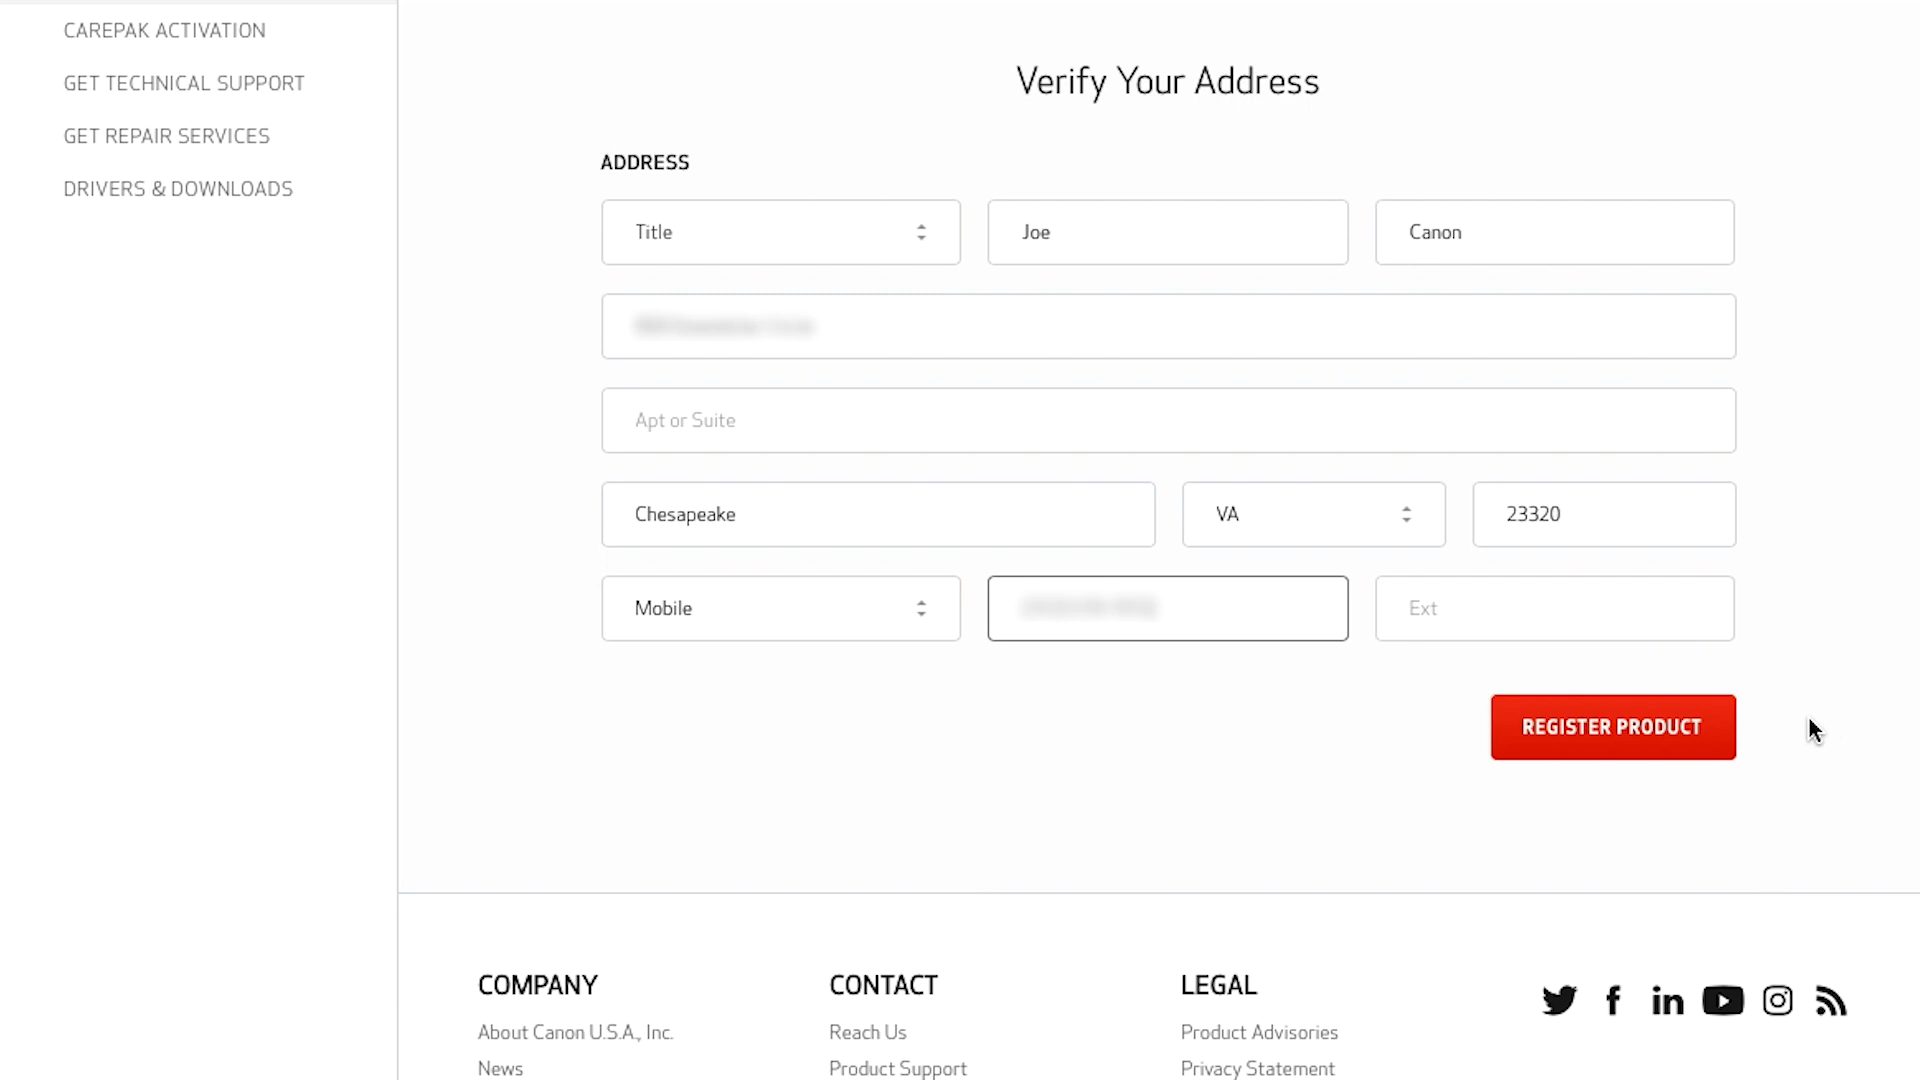 CAREPAK ACTIVATION
GET TECHNICAL SUPPORT
GET REPAIR SERVICES
DRIVERS & DOWNLOADS
Verify Your Address
ADDRESS
Title Joe Canon
Apt or Suite
Chesapeake VA 23320
Mobile Ext
REGISTER PRODUCT
COMPANY CONTACT LEGAL
About Canon U.S.A., Inc. Reach Us Product Advisories
News Product Support Privacy Statement